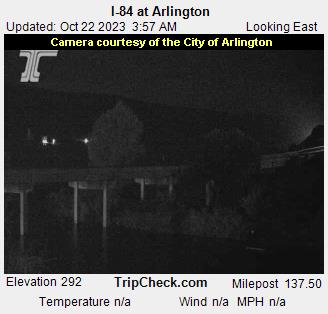 I-84 at Arlington
Updated: Oct 22 2023 3:57 AM Looking East
Camera courtesy of the City of Arlington
Elevation 292 TripCheck.com Milepost 137.50
Temperature n/a Wind n/a MPH n/a